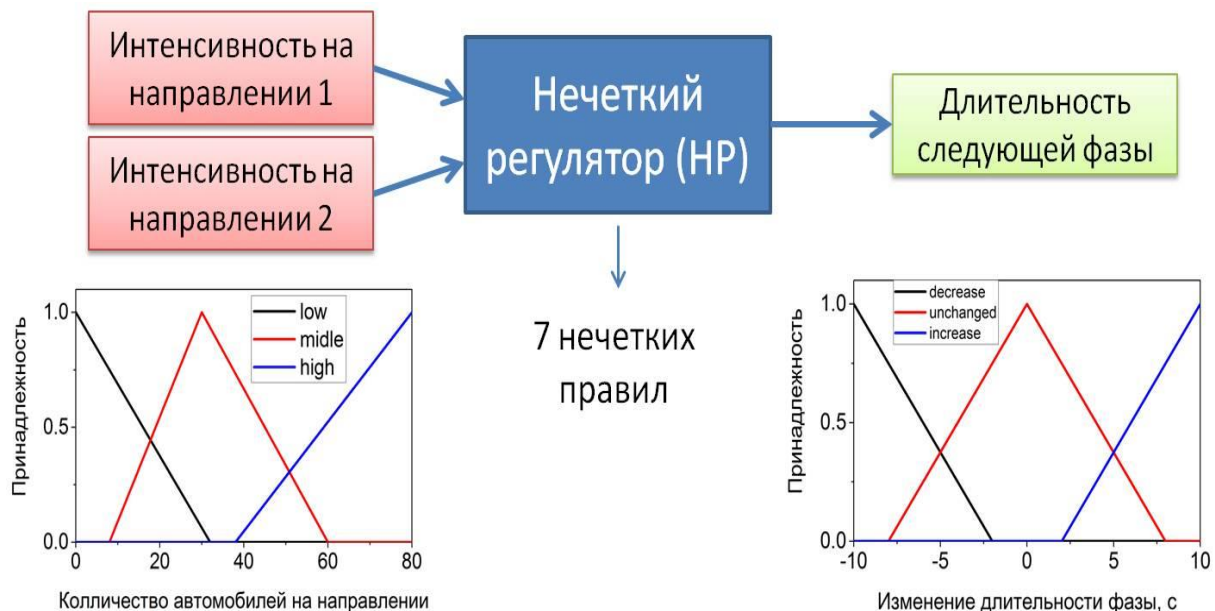 Интенсивность на
направлении 1
Интенсивность на
направлении 2
Нечеткий
регулятор (НР)
Длительность
следующей фазы
7 нечетких
правил
Принадлежность
1.0
0.5
0.0
low
midle
high
0 20 40 60 80
Колличество автомобилей на направлении
Принадлежность
1.0
0.5
0.0
decrease
unchanged
increase
-10 -5 0 5 10
Изменение длительности фазы, с